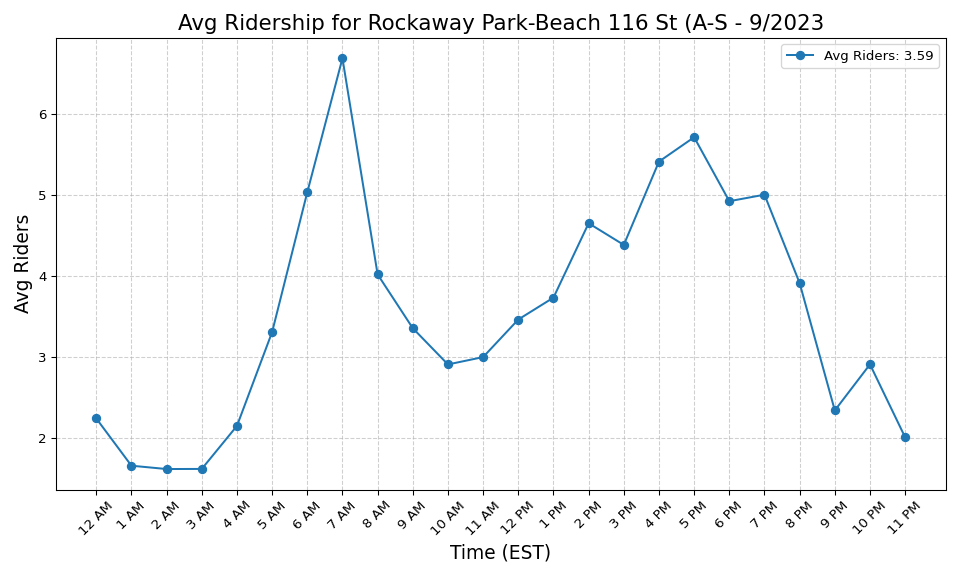 Avg Ridership for Rockaway Park-Beach 116 St (A-S - 9/2023
Avg Riders: 3.59
Avg Riders
6
5
4
3
2
12 AM
1 AM
2 AM
3 AM
4 AM
5 AM
6 AM
7 AM
8 AM
9 AM
10 AM
11 AM
12 PM
1 PM
2 PM
3 PM
4 PM
5 PM
6 PM
7 PM
8 PM
9 PM
10 PM
11 PM
Time (EST)